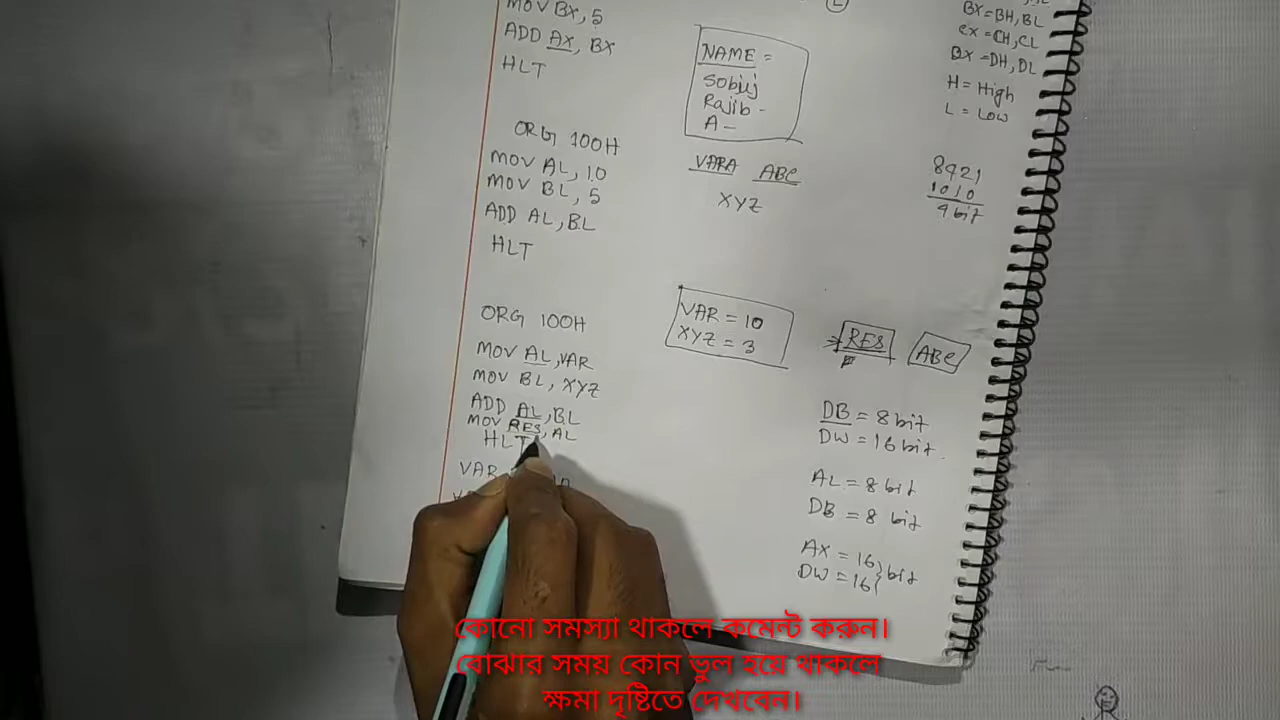 MOV BX, 5
ADD AX, BX
HLT
ORG 100H
MOV AL, 10
MOV BL, 5
ADD AL, BL
HLT
ORG 100H
MOV AL, VAR
MOV BL, XYZ
ADD AL, BL
MOV RES, AL
HLT
VAR
NAME =
Sobuj
Rajib -
A -
VARA ABC
XYZ
VAR = 10
XYZ = 3
RES ABC
DB = 8 bit
DW = 16 bit.
AL = 8 bit
DB = 8 bit
AX = 16 } bit
DW = 16
BX = BH, BL
CX = CH, CL
BX = DH, DL
H = High
L = Low
8421
1010
4 bit
কোনো সমস্যা থাকলে কমেন্ট করুন।
বোঝার সময় কোন ভুল হয়ে থাকলে
ক্ষমা দৃষ্টিতে দেখবেন।